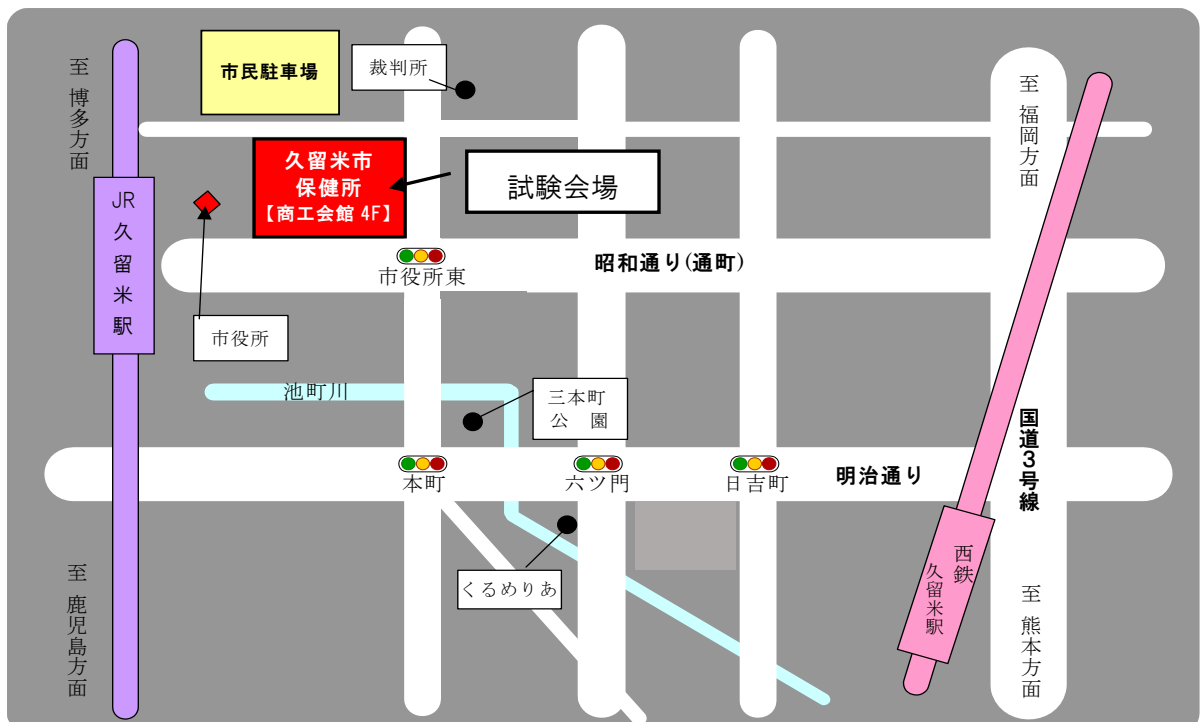 至 博多方面
市民駐車場
裁判所
至 福岡方面
久留米市
保健所
【商工会館 4F】
試験会場
JR
久留米駅
昭和通り(通町)
市役所東
市役所
池町川
三本町
公 園
国道3号線
本町
六ツ門
日吉町
明治通り
西鉄
久留米駅
くるめりあ
至 鹿児島方面
至 熊本方面